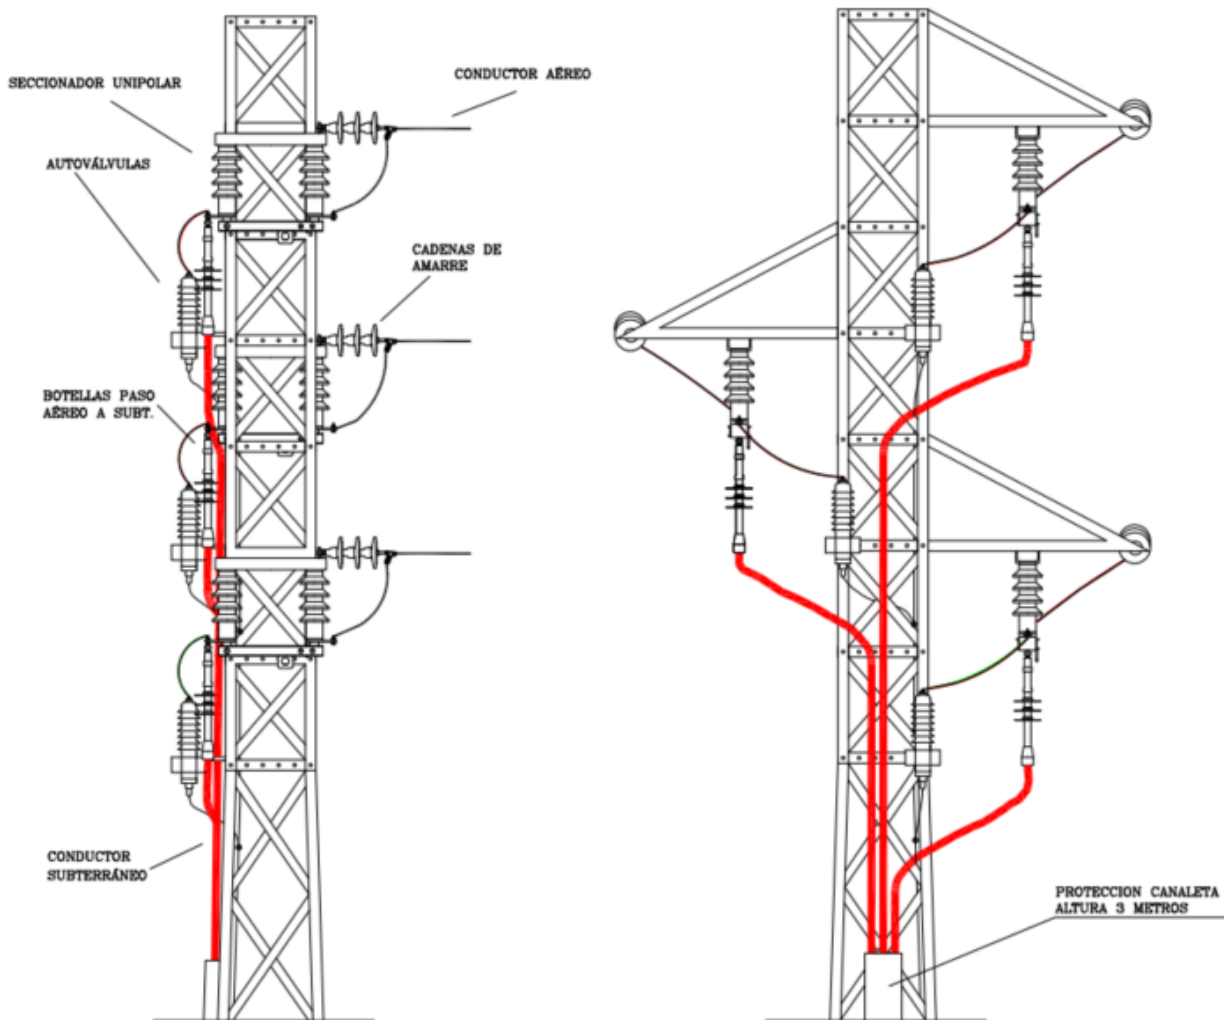 SECCIONADOR UNIPOLAR
CONDUCTOR AÉREO
AUTOVÁLVULAS
CADENAS DE
AMARRE
BOTELLAS PASO
AÉREO A SUBT.
CONDUCTOR
SUBTERRÁNEO
PROTECCION CANALETA
ALTURA 3 METROS